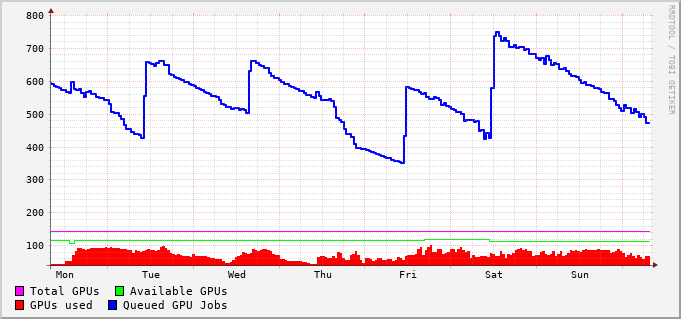 800
700
600
500
400
300
200
100
Mon Tue Wed Thu Fri Sat Sun
Total GPUs Available GPUs
GPUs used Queued GPU Jobs
RRDTOOL / TOBI OETIKER